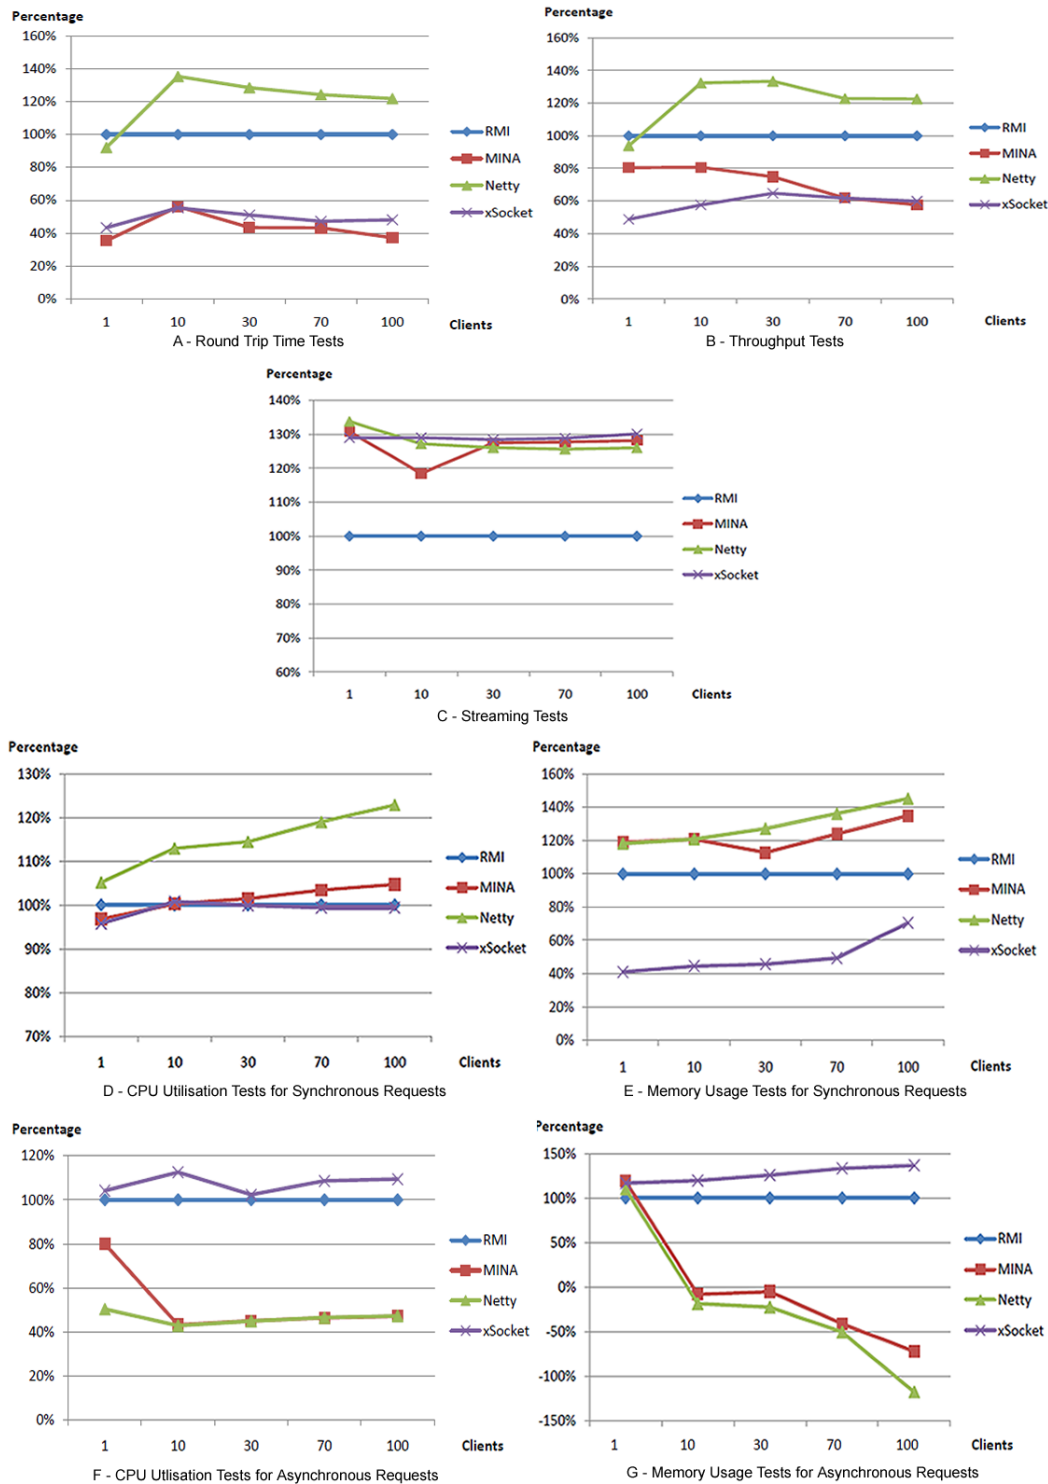 Percentage
160%
140%
120%
100%
80%
60%
40%
20%
0%
1 10 30 70 100 Clients
RMI
MINA
Netty
xSocket
A - Round Trip Time Tests
Percentage
160%
140%
120%
100%
80%
60%
40%
20%
0%
1 10 30 70 100 Clients
RMI
MINA
Netty
xSocket
B - Throughput Tests
Percentage
140%
130%
120%
110%
100%
90%
80%
70%
60%
1 10 30 70 100 Clients
RMI
MINA
Netty
xSocket
C - Streaming Tests
Percentage
130%
120%
110%
100%
90%
80%
70%
1 10 30 70 100 Clients
RMI
MINA
Netty
xSocket
D - CPU Utilisation Tests for Synchronous Requests
Percentage
160%
140%
120%
100%
80%
60%
40%
20%
0%
1 10 30 70 100 Clients
RMI
MINA
Netty
xSocket
E - Memory Usage Tests for Synchronous Requests
Percentage
120%
100%
80%
60%
40%
20%
0%
1 10 30 70 100 Clients
RMI
MINA
Netty
xSocket
F - CPU Utlisation Tests for Asynchronous Requests
Percentage
150%
100%
50%
0%
-50%
-100%
-150%
1 10 30 70 100 Clients
RMI
MINA
Netty
xSocket
G - Memory Usage Tests for Asynchronous Requests